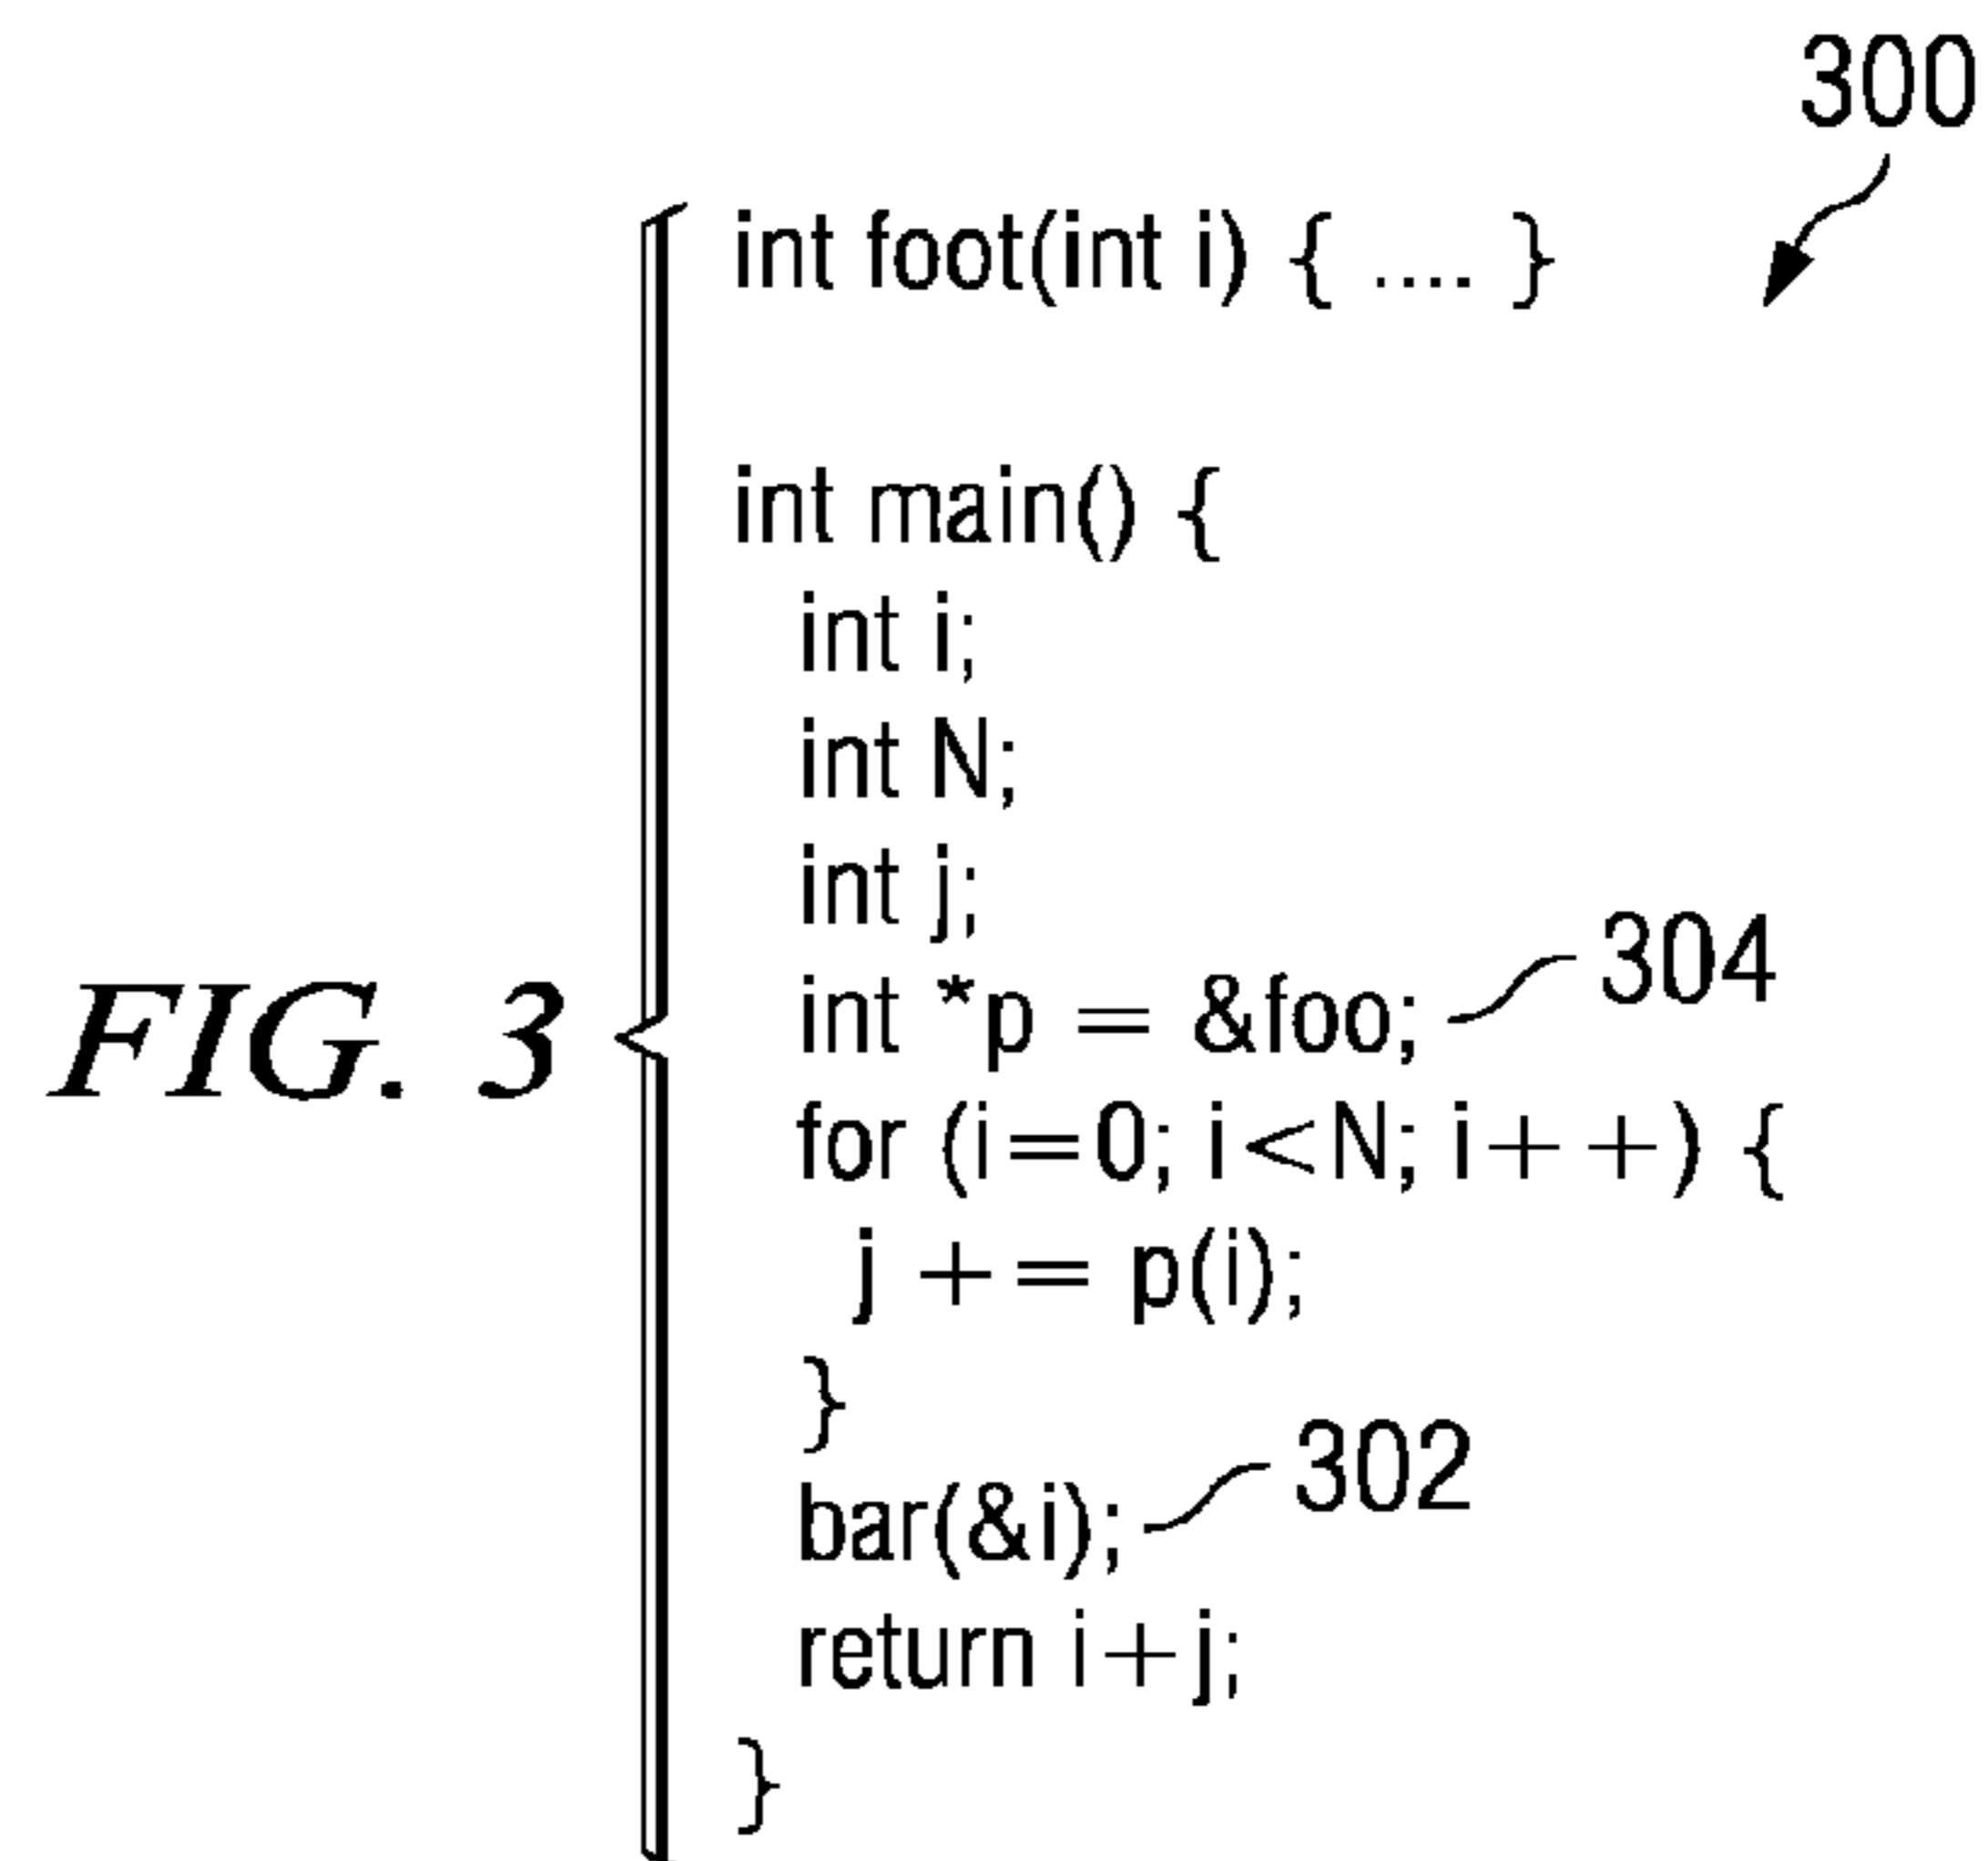 300
int foot(int i) { .... }
int main() {
int i;
int N;
int j;
int *p = &foo; 304
FIG. 3
for (i=0; i<N; i++) {
j += p(i);
}
bar(&i); 302
return i+j;
}